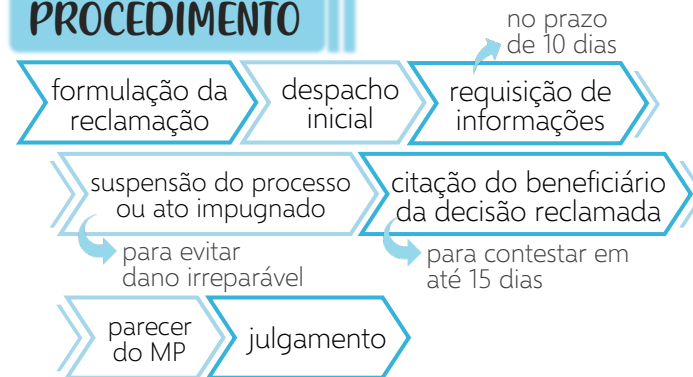 PROCEDIMENTO
no prazo
de 10 dias
formulação da
reclamação
despacho
inicial
requisição de
informações
suspensão do processo
ou ato impugnado
citação do beneficiário
da decisão reclamada
para evitar
dano irreparável
para contestar em
até 15 dias
parecer
do MP
julgamento